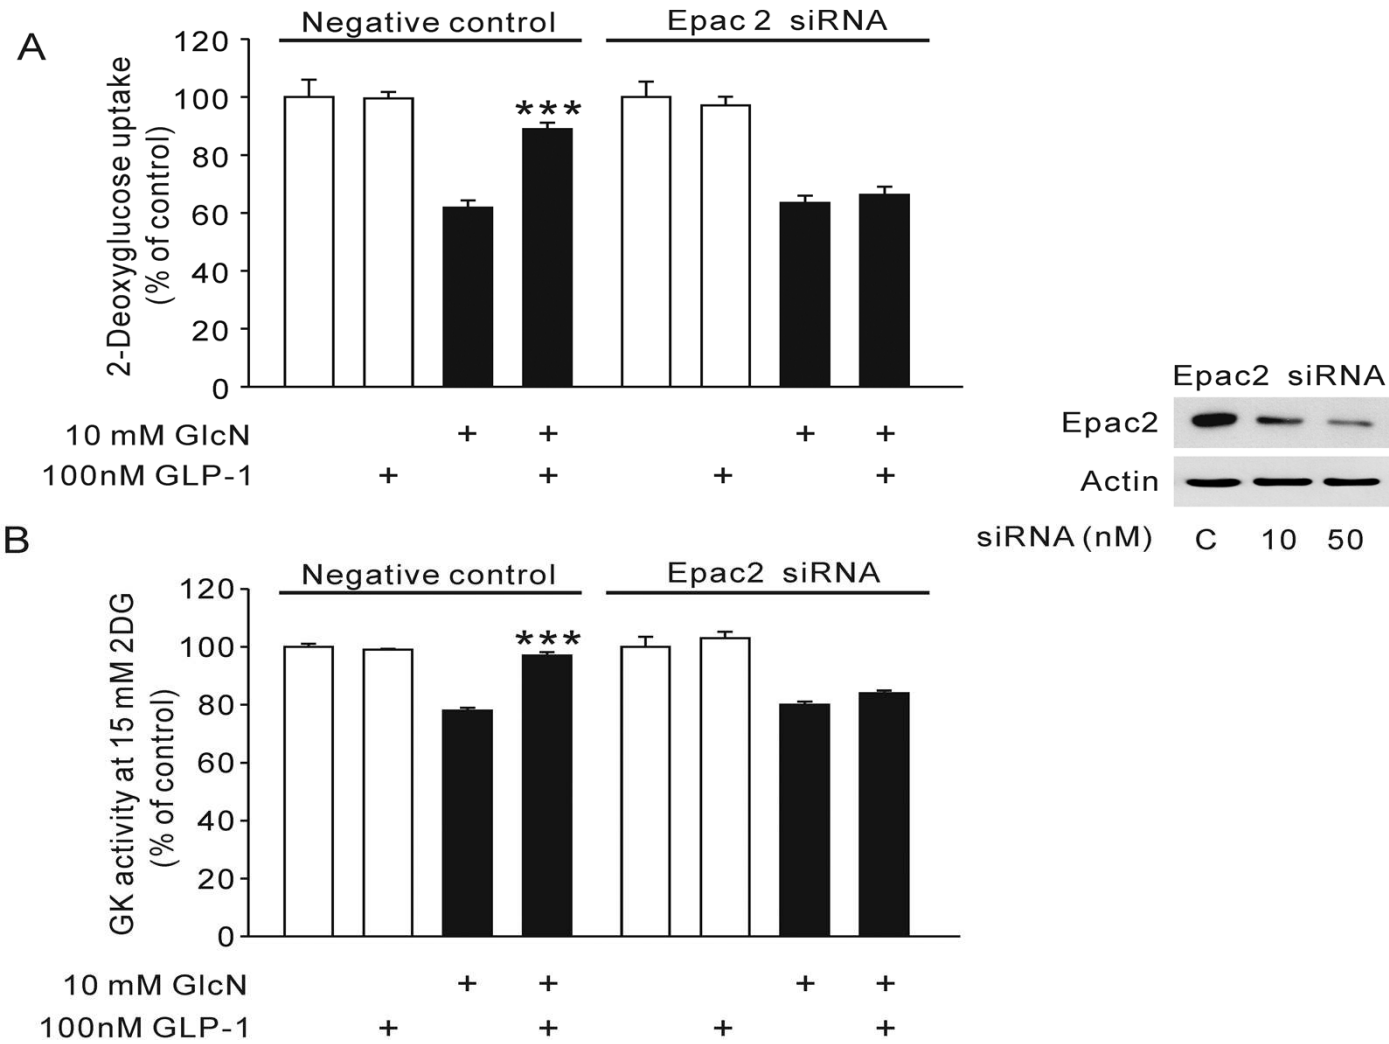 A
Negative control
Epac 2 siRNA
2-Deoxyglucose uptake
(% of control)
120
100
80
60
40
20
0
***
10 mM GlcN + + + +
100nM GLP-1 + + + +
Epac2 siRNA
Epac2
Actin
siRNA (nM) C 10 50
B
Negative control
Epac2 siRNA
GK activity at 15 mM 2DG
(% of control)
120
100
80
60
40
20
0
***
10 mM GlcN + + + +
100nM GLP-1 + + + +